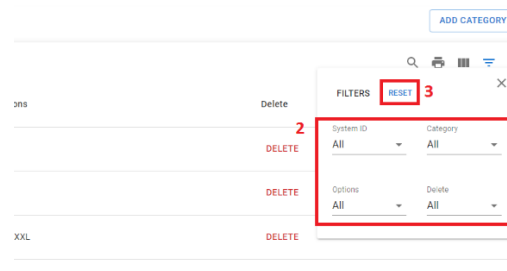 ADD CATEGORY
FILTERS RESET 3
ons Delete
2
System ID Category
All All
DELETE
Options Delete
DELETE
All All
XXL DELETE